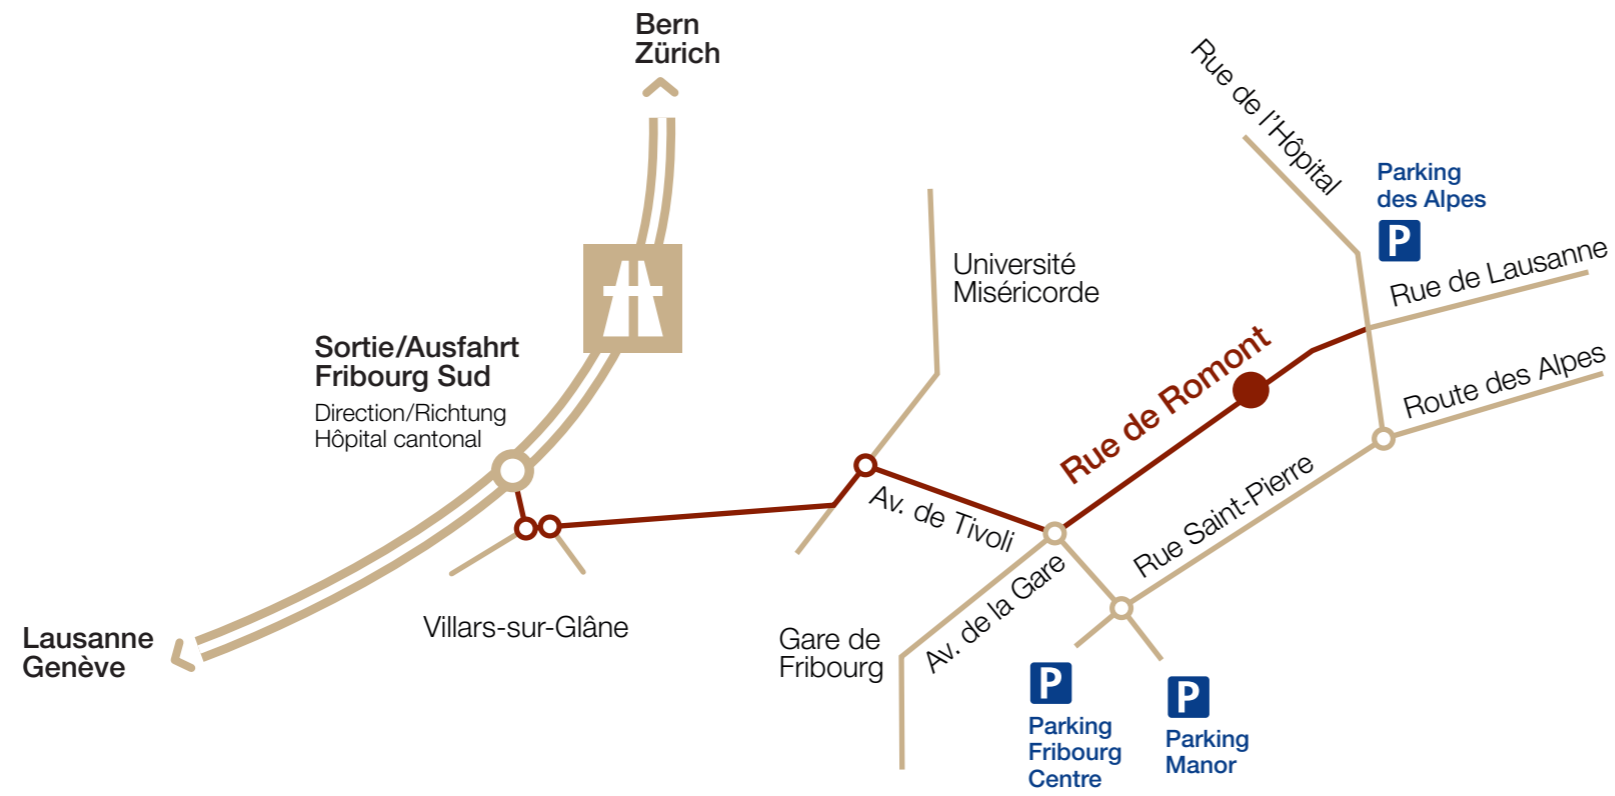 Bern
Zürich
Rue de l'Hôpital
Parking
des Alpes
P
Rue de Lausanne
Université
Miséricorde
Sortie/Ausfahrt
Fribourg Sud
Direction/Richtung
Hôpital cantonal
Rue de Romont
Route des Alpes
Av. de Tivoli
Rue Saint-Pierre
Av. de la Gare
Villars-sur-Glâne
Lausanne
Genève
Gare de
Fribourg
P
Parking
Fribourg
Centre
P
Parking
Manor